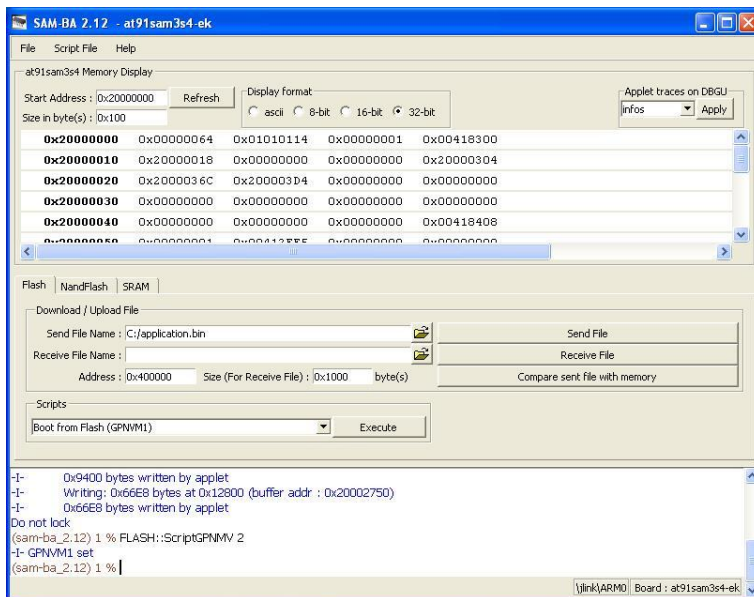 SAM-BA 2.12 - at91sam3s4-ek
File Script File Help
at91sam3s4 Memory Display
Start Address : 0x20000000 Refresh
Size in byte(s) : 0x100
Display format
ascii 8-bit 16-bit 32-bit
Applet traces on DBGU
infos Apply
0x20000000 0x00000064 0x01010114 0x00000001 0x00418300
0x20000010 0x20000018 0x00000000 0x00000000 0x20000304
0x20000020 0x2000036C 0x200003D4 0x00000000 0x00000000
0x20000030 0x00000000 0x00000000 0x00000000 0x00000000
0x20000040 0x00000000 0x00000000 0x00000000 0x00418408
Flash NandFlash SRAM
Download / Upload File
Send File Name : C:/application.bin Send File
Receive File Name : Receive File
Address : 0x400000 Size (For Receive File) : 0x1000 byte(s) Compare sent file with memory
Scripts
Boot from Flash (GPNVM1) Execute
-I- 0x9400 bytes written by applet
-I- Writing: 0x66E8 bytes at 0x12800 (buffer addr : 0x20002750)
-I- 0x66E8 bytes written by applet
Do not lock
(sam-ba_2.12) 1 % FLASH::ScriptGPNMV 2
-I- GPNVM1 set
(sam-ba_2.12) 1 %
\jlink\ARM0 Board : at91sam3s4-ek